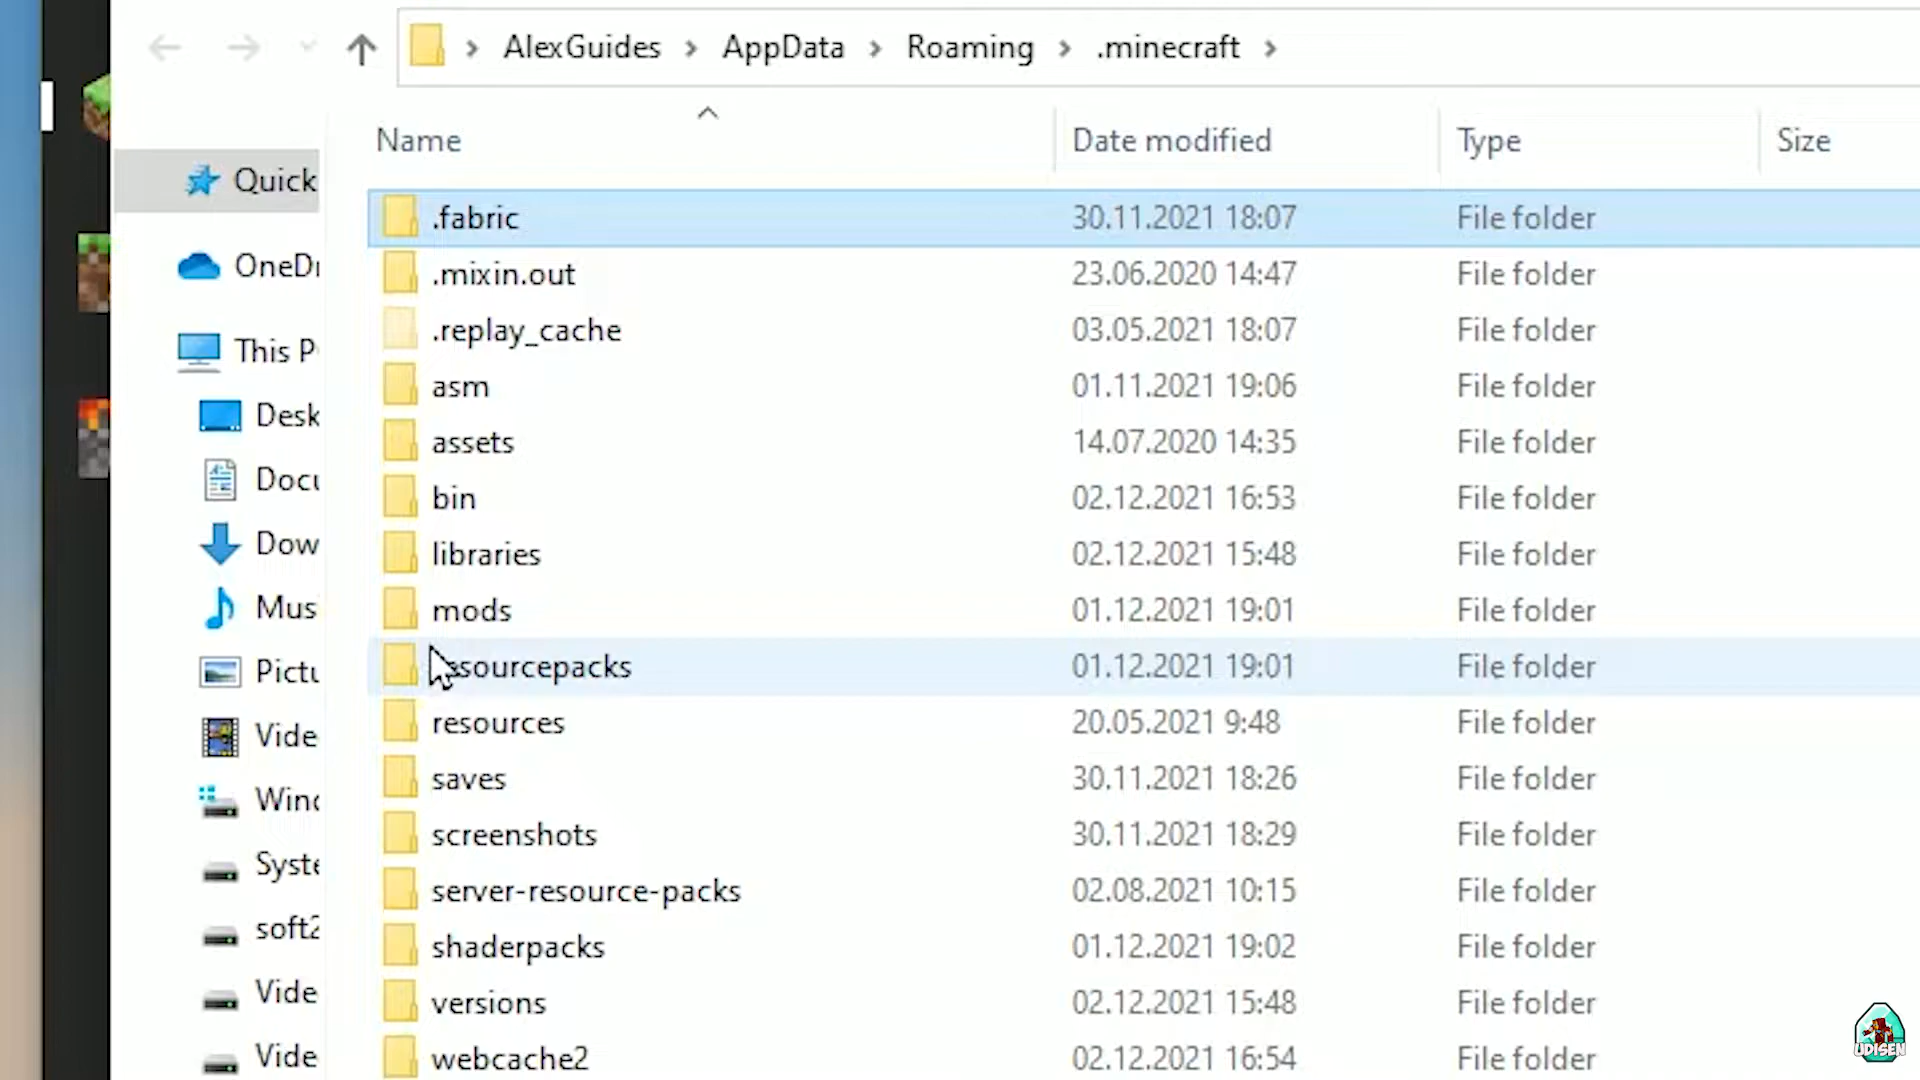 AlexGuides > AppData > Roaming > .minecraft >
Name Date modified Type Size
Quick
OneDr
This P
Desk
Docu
Dow
Musi
Pictu
Vide
Wind
Syste
soft2
Vide
Vide
.fabric 30.11.2021 18:07 File folder
.mixin.out 23.06.2020 14:47 File folder
.replay_cache 03.05.2021 18:07 File folder
asm 01.11.2021 19:06 File folder
assets 14.07.2020 14:35 File folder
bin 02.12.2021 16:53 File folder
libraries 02.12.2021 15:48 File folder
mods 01.12.2021 19:01 File folder
resourcepacks 01.12.2021 19:01 File folder
resources 20.05.2021 9:48 File folder
saves 30.11.2021 18:26 File folder
screenshots 30.11.2021 18:29 File folder
server-resource-packs 02.08.2021 10:15 File folder
shaderpacks 01.12.2021 19:02 File folder
versions 02.12.2021 15:48 File folder
webcache2 02.12.2021 16:54 File folder
UDISEN